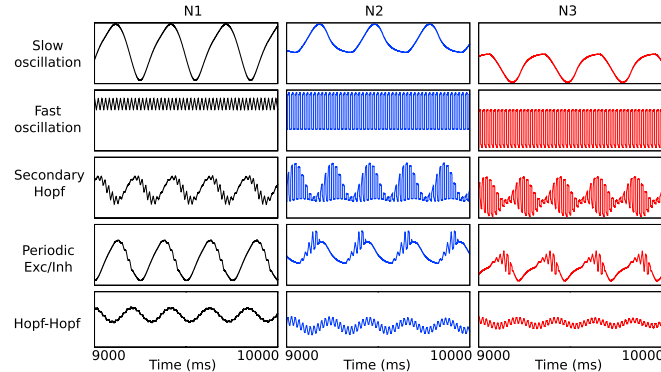 N1 N2 N3
Slow
oscillation
Fast
oscillation
Secondary
Hopf
Periodic
Exc/Inh
Hopf-Hopf
9000 10000 9000 10000 9000 10000
Time (ms) Time (ms) Time (ms)